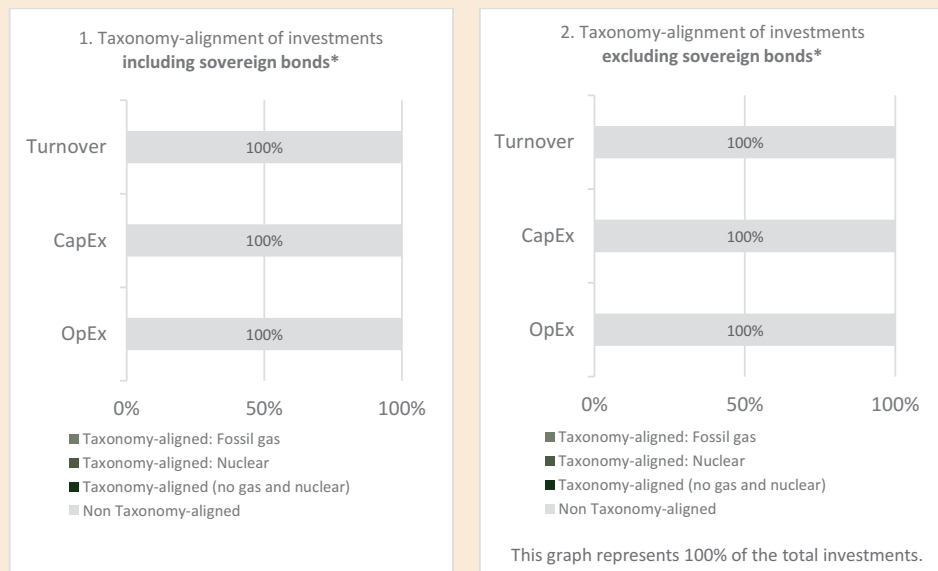 1. Taxonomy-alignment of investments
including sovereign bonds*
Turnover
100%
CapEx
100%
OpEx
100%
0%
50%
100%
Taxonomy-aligned: Fossil gas
Taxonomy-aligned: Nuclear
Taxonomy-aligned (no gas and nuclear)
Non Taxonomy-aligned
2. Taxonomy-alignment of investments
excluding sovereign bonds*
Turnover
100%
CapEx
100%
OpEx
100%
0%
50%
100%
Taxonomy-aligned: Fossil gas
Taxonomy-aligned: Nuclear
Taxonomy-aligned (no gas and nuclear)
Non Taxonomy-aligned
This graph represents 100% of the total investments.